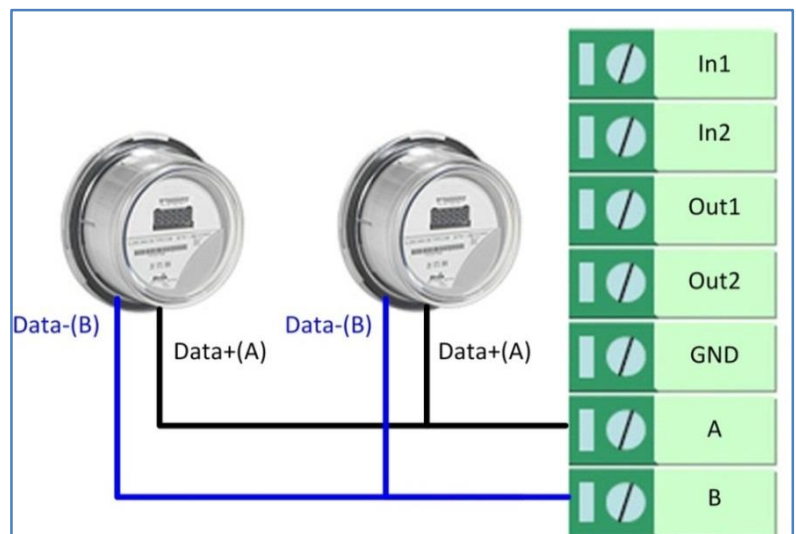 In1
In2
Out1
Out2
GND
A
B
Data-(B)
Data+(A)
Data-(B)
Data+(A)